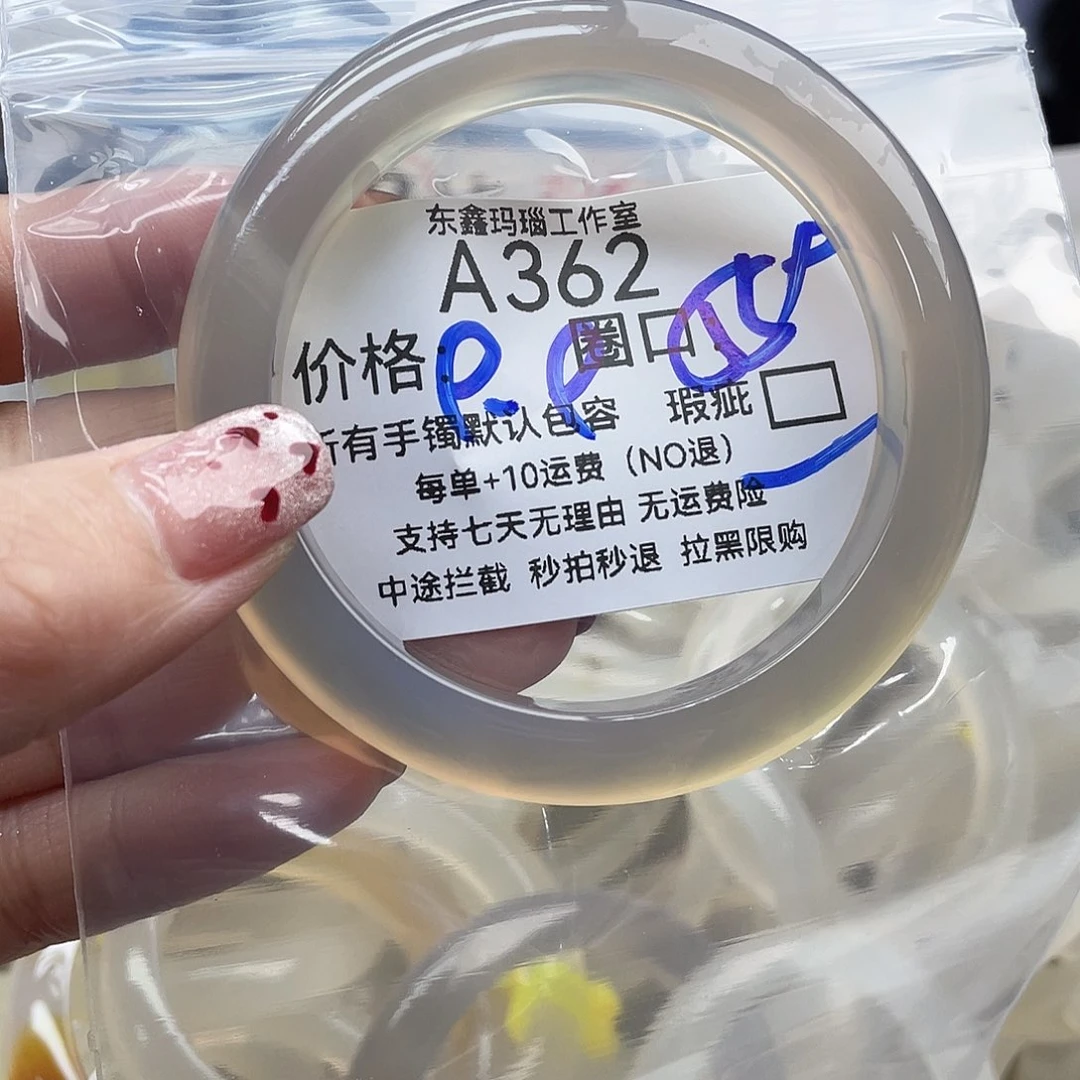 东鑫玛瑙工作室
A362
价格: 圈口
所有手镯默认包容 瑕疵
每单+10运费（NO退）
支持七天无理由 无运费险
中途拦截 秒拍秒退 拉黑限购